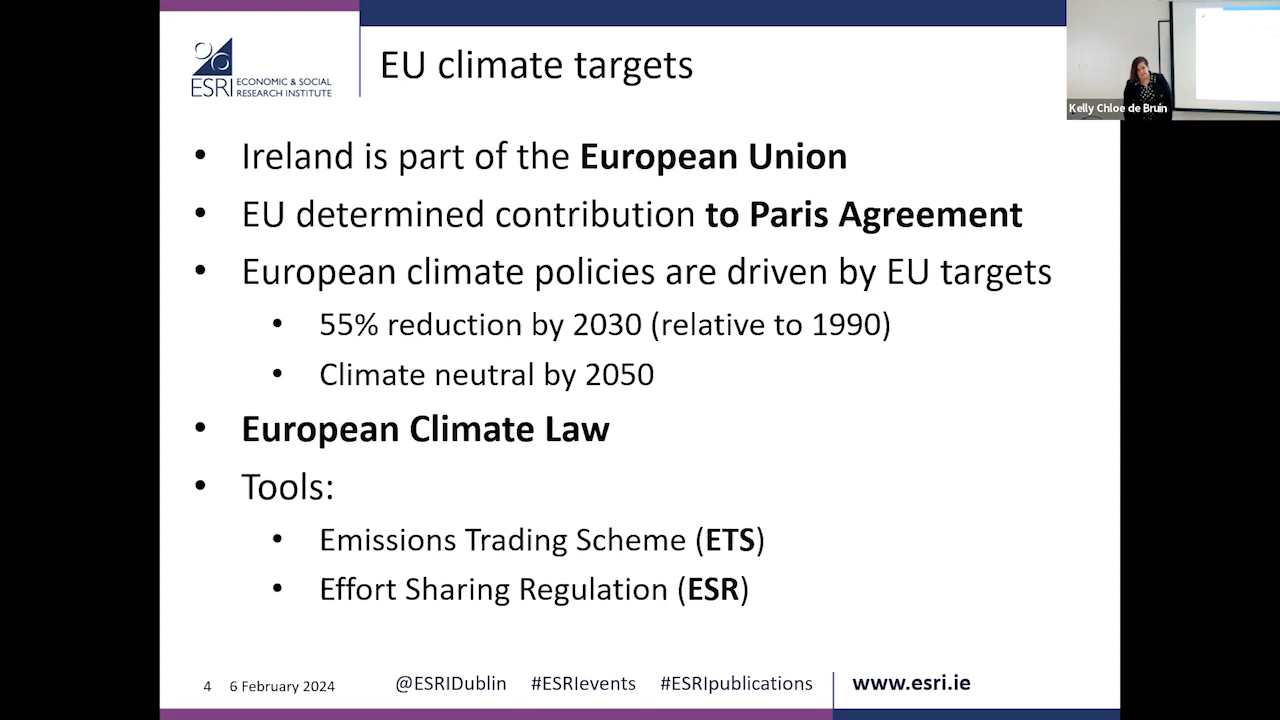 ESRI
ECONOMIC & SOCIAL
RESEARCH INSTITUTE
EU climate targets
Kelly Chloe de Bruin
• Ireland is part of the European Union
• EU determined contribution to Paris Agreement
• European climate policies are driven by EU targets
• 55% reduction by 2030 (relative to 1990)
• Climate neutral by 2050
• European Climate Law
• Tools:
• Emissions Trading Scheme (ETS)
• Effort Sharing Regulation (ESR)
4 6 February 2024 @ESRIDublin #ESRIevents #ESRIpublications www.esri.ie